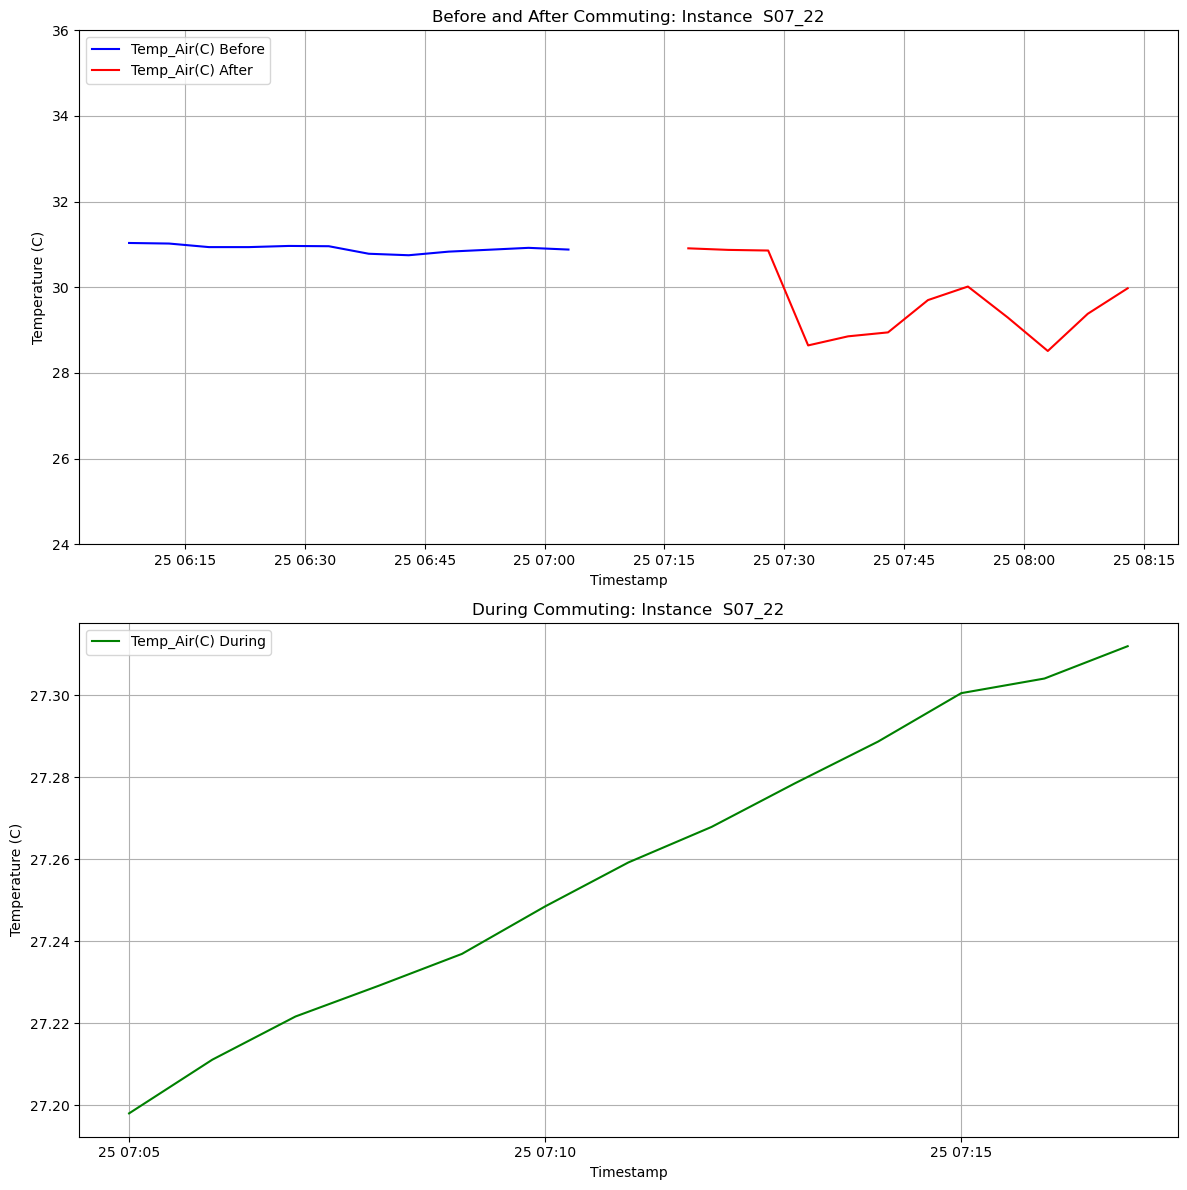 Before and After Commuting: Instance  S07_22
Temp_Air(C) Before
Temp_Air(C) After
Temperature (C)
36
34
32
30
28
26
24
25 06:15 25 06:30 25 06:45 25 07:00 25 07:15 25 07:30 25 07:45 25 08:00 25 08:15
Timestamp
During Commuting: Instance  S07_22
Temp_Air(C) During
Temperature (C)
27.30
27.28
27.26
27.24
27.22
27.20
25 07:05 25 07:10 25 07:15
Timestamp